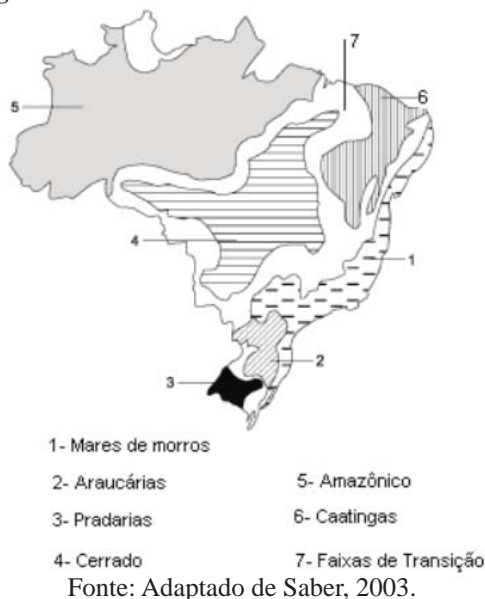 7
6
5
4
1
2
3
1- Mares de morros
2- Araucárias
5- Amazônico
3- Pradarias
6- Caatingas
4- Cerrado
7- Faixas de Transição
Fonte: Adaptado de Saber, 2003.